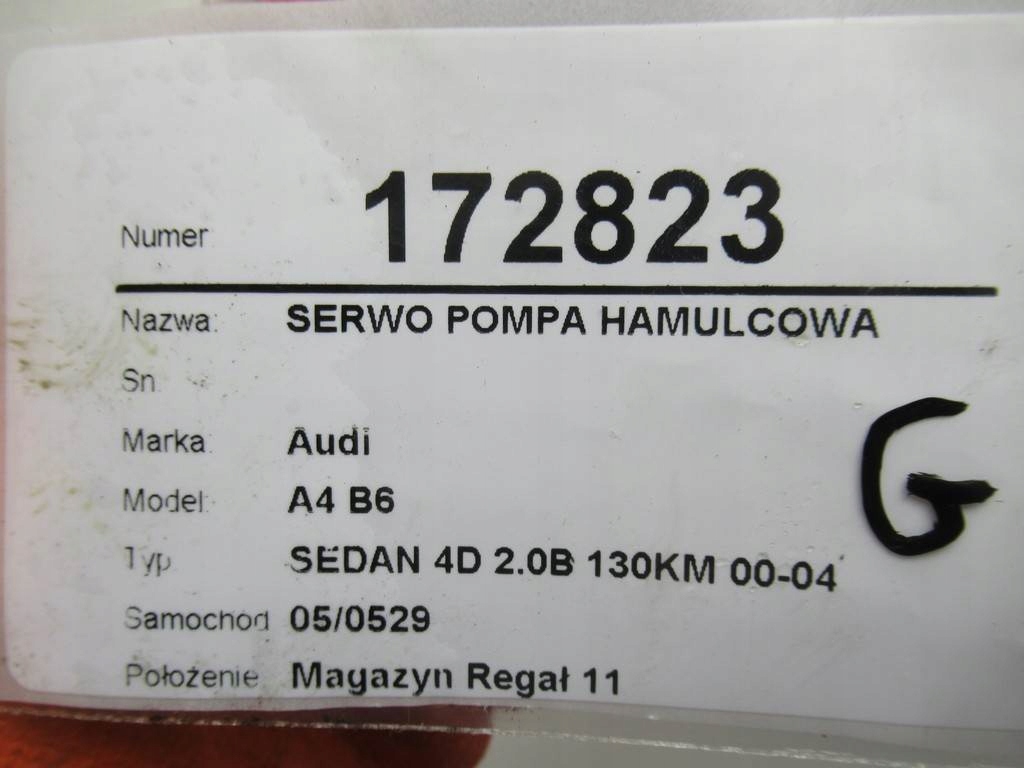 Numer 172823
Nazwa: SERWO POMPA HAMULCOWA
Sn
Marka: Audi
Model: A4 B6
G
Typ SEDAN 4D 2.0B 130KM 00-04
Samochod 05/0529
Położenie Magazyn Regał 11